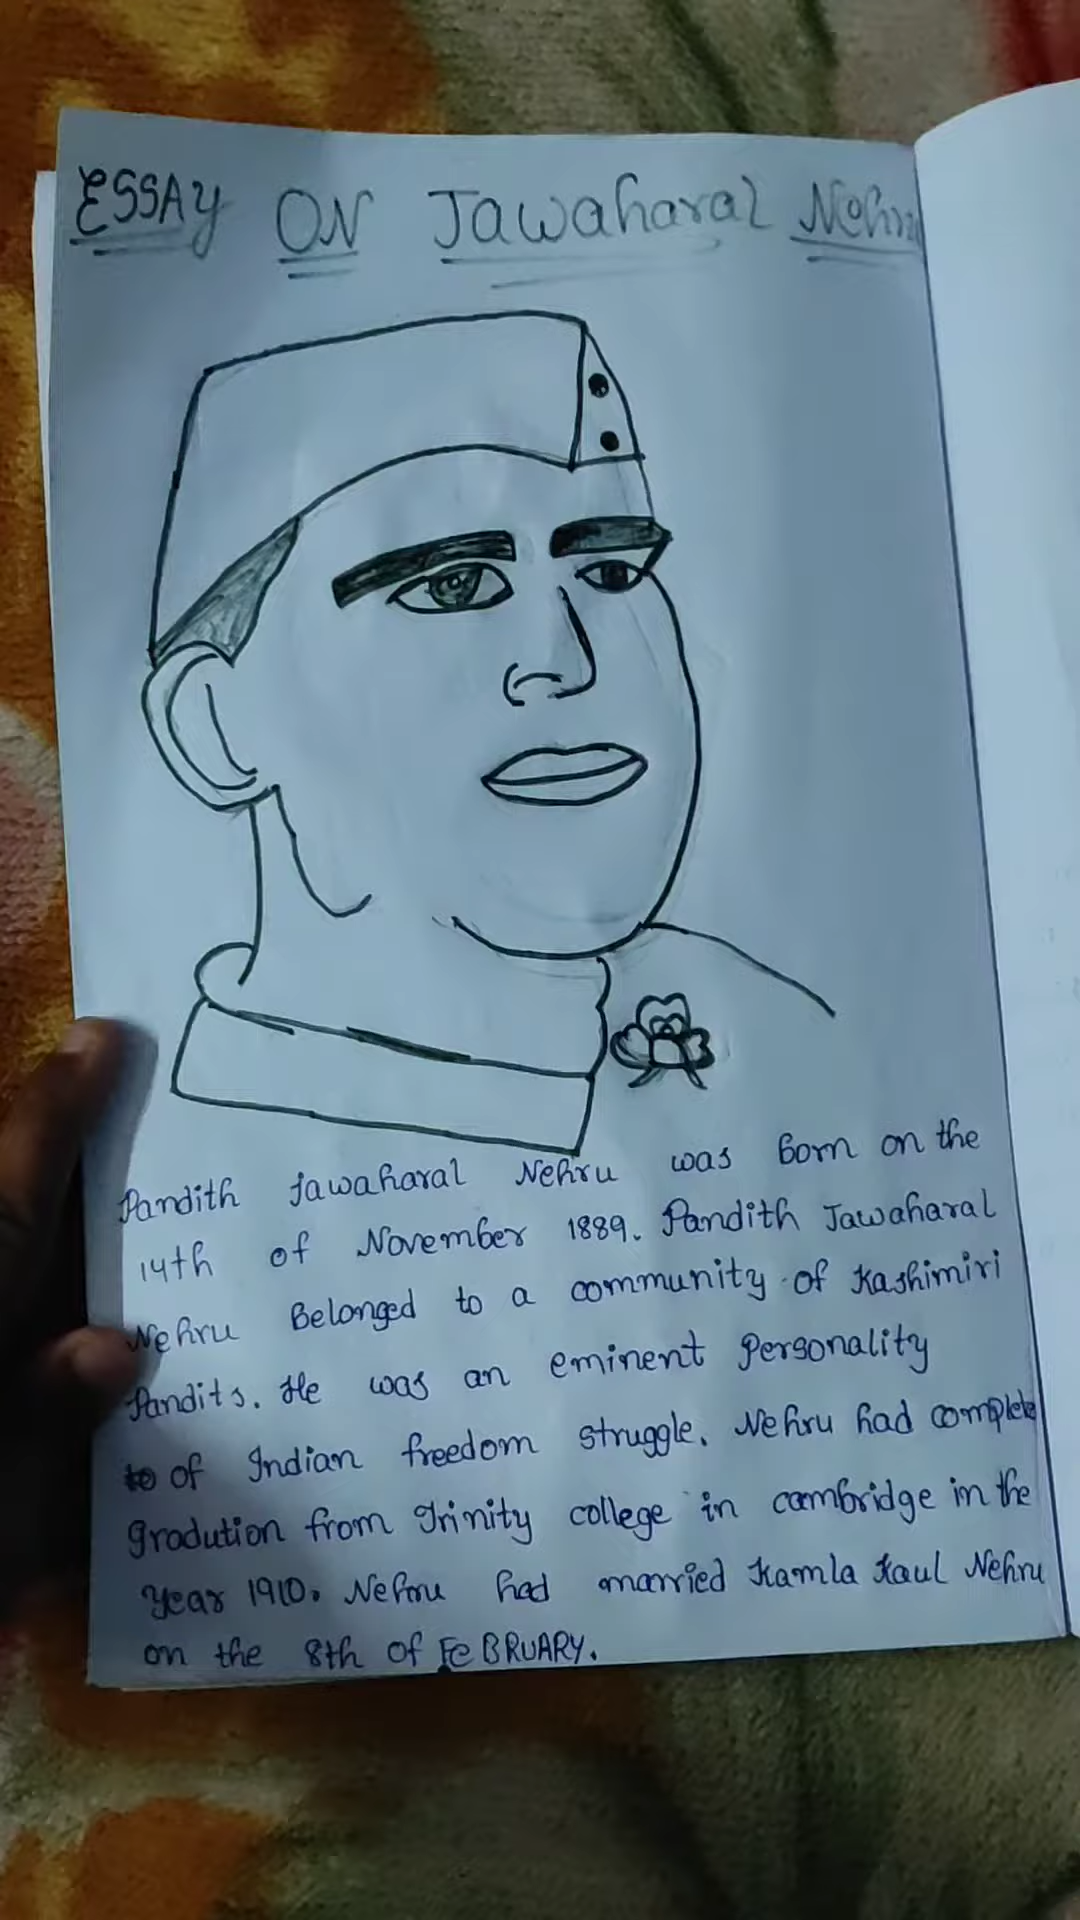 ESSAY ON Jawaharal Nehru
Pandith Jawaharal Nehru was born on the
14th of November 1889. Pandith Jawaharal
Nehru Belonged to a community of Kashimiri
Pandits. He was an eminent Personality
to of Indian freedom struggle. Nehru had complete
gradution from Trinity college in cambridge in the
Year 1910. Nehru had married Kamla Kaul Nehru
on the 8th of FeBRUARY.